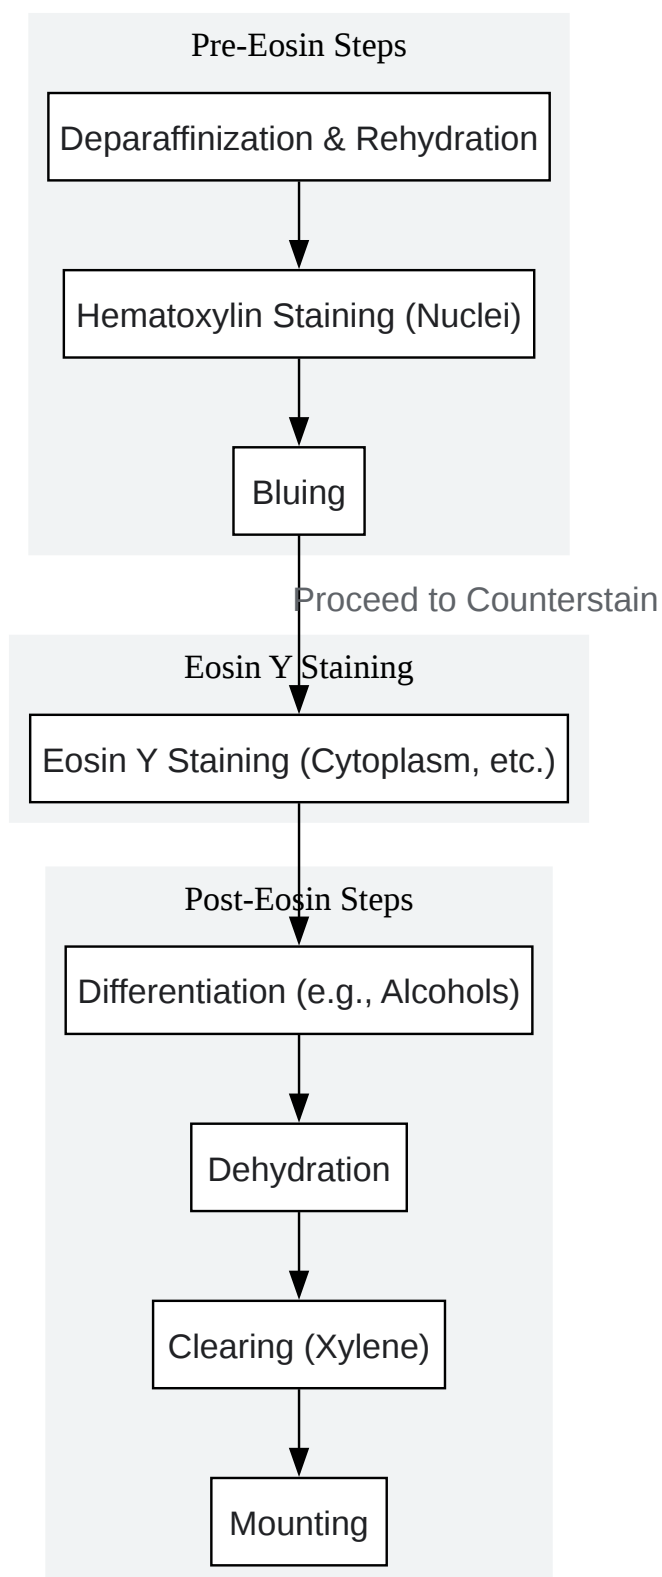 Pre-Eosin Steps
Deparaffinization & Rehydration
Hematoxylin Staining (Nuclei)
Bluing
Proceed to Counterstain
Eosin Y Staining
Eosin Y Staining (Cytoplasm, etc.)
Post-Eosin Steps
Differentiation (e.g., Alcohols)
Dehydration
Clearing (Xylene)
Mounting